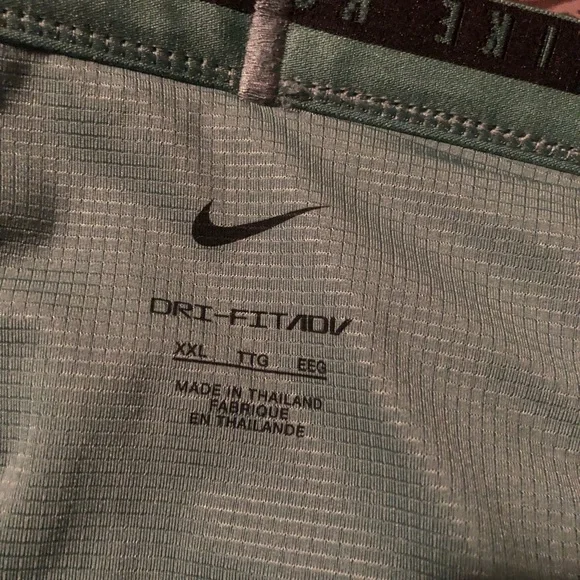 DRI-FIT ADV
XXL TTG EEG
MADE IN THAILAND
FABRIQUE
EN THAILANDE